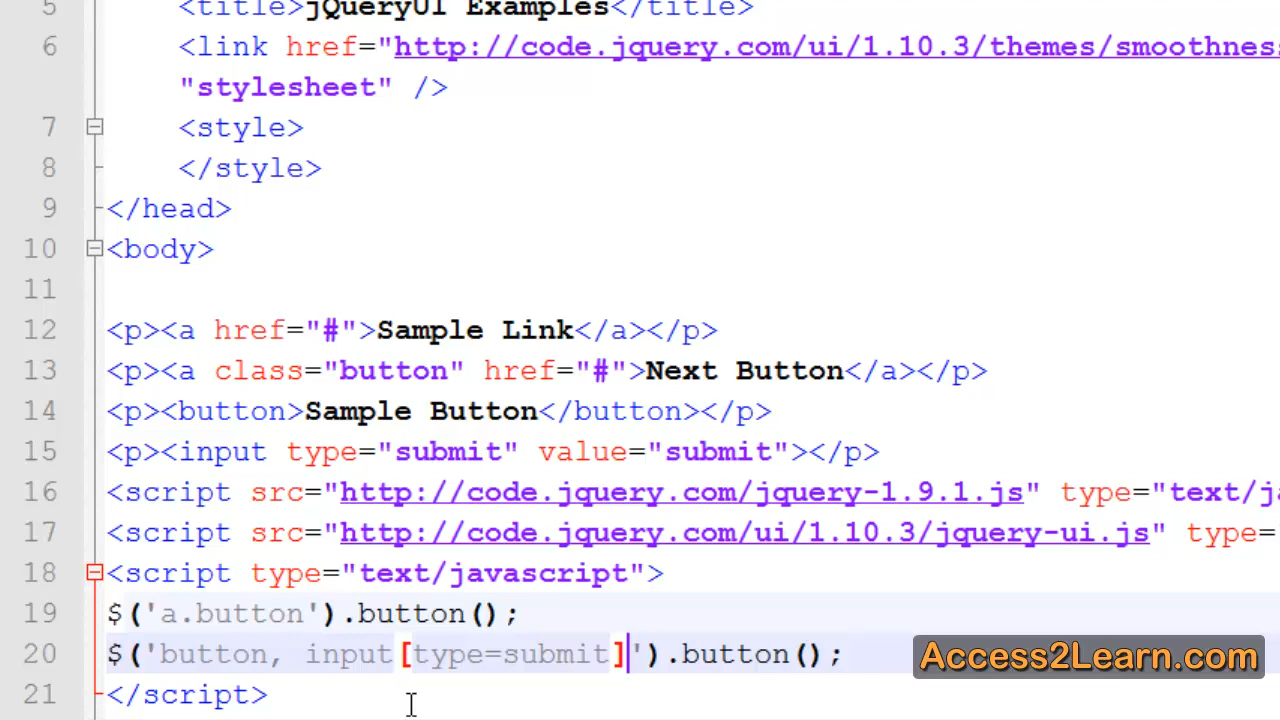 5 <title>jQueryUI Examples</title>
6 <link href="http://code.jquery.com/ui/1.10.3/themes/smoothness
"stylesheet" />
7 <style>
8 </style>
9 </head>
10 <body>
11
12 <p><a href="#">Sample Link</a></p>
13 <p><a class="button" href="#">Next Button</a></p>
14 <p><button>Sample Button</button></p>
15 <p><input type="submit" value="submit"></p>
16 <script src="http://code.jquery.com/jquery-1.9.1.js" type="text/j
17 <script src="http://code.jquery.com/ui/1.10.3/jquery-ui.js" type=
18 <script type="text/javascript">
19 $('a.button').button();
20 $('button, input[type=submit]').button();
21 </script>
Access2Learn.com